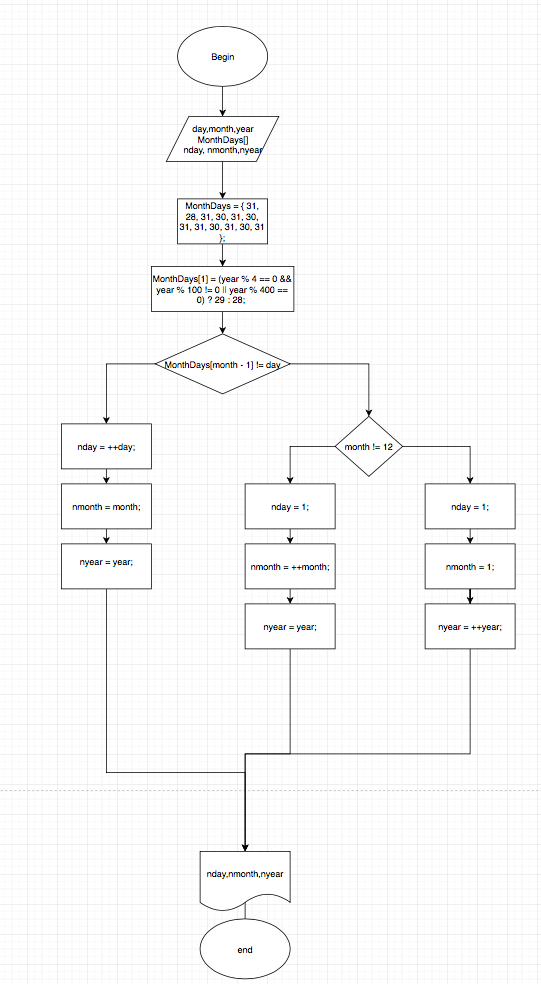 Begin
day,month,year
MonthDays[]
nday, nmonth,nyear
MonthDays = { 31,
28, 31, 30, 31, 30,
31, 31, 30, 31, 30, 31
};
MonthDays[1] = (year % 4 == 0 &&
year % 100 != 0 || year % 400 ==
0) ? 29 : 28;
MonthDays[month - 1] != day
month != 12
nday = ++day;
nmonth = month;
nyear = year;
nday = 1;
nmonth = ++month;
nyear = year;
nday = 1;
nmonth = 1;
nyear = ++year;
nday,nmonth,nyear
end